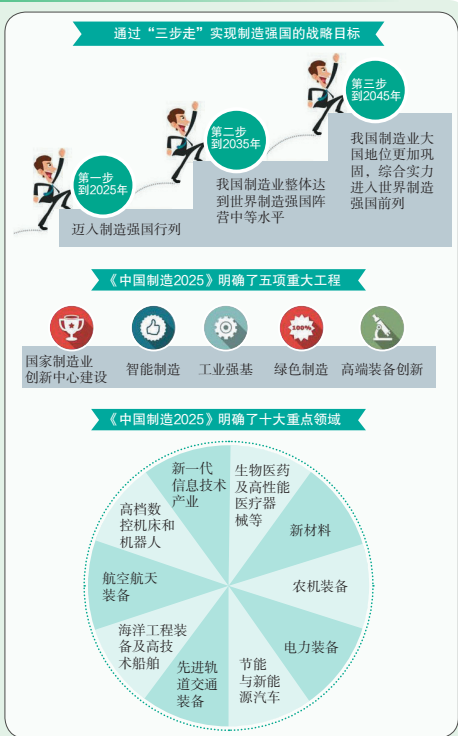 通过“三步走”实现制造强国的战略目标
第一步
到2025年
迈入制造强国行列
第二步
到2035年
我国制造业整体达
到世界制造强国阵
营中等水平
第三步
到2045年
我国制造业大
国地位更加巩
固，综合实力
进入世界制造
强国前列
《中国制造2025》明确了五项重大工程
100%
国家制造业
创新中心建设
智能制造
工业强基
绿色制造
高端装备创新
《中国制造2025》明确了十大重点领域
新一代
信息技术
产业
生物医药
及高性能
医疗器
械等
新材料
农机装备
电力装备
节能
与新能
源汽车
先进轨
道交通
装备
海洋工程装
备及高技
术船舶
航空航天
装备
高档数
控机床和
机器人